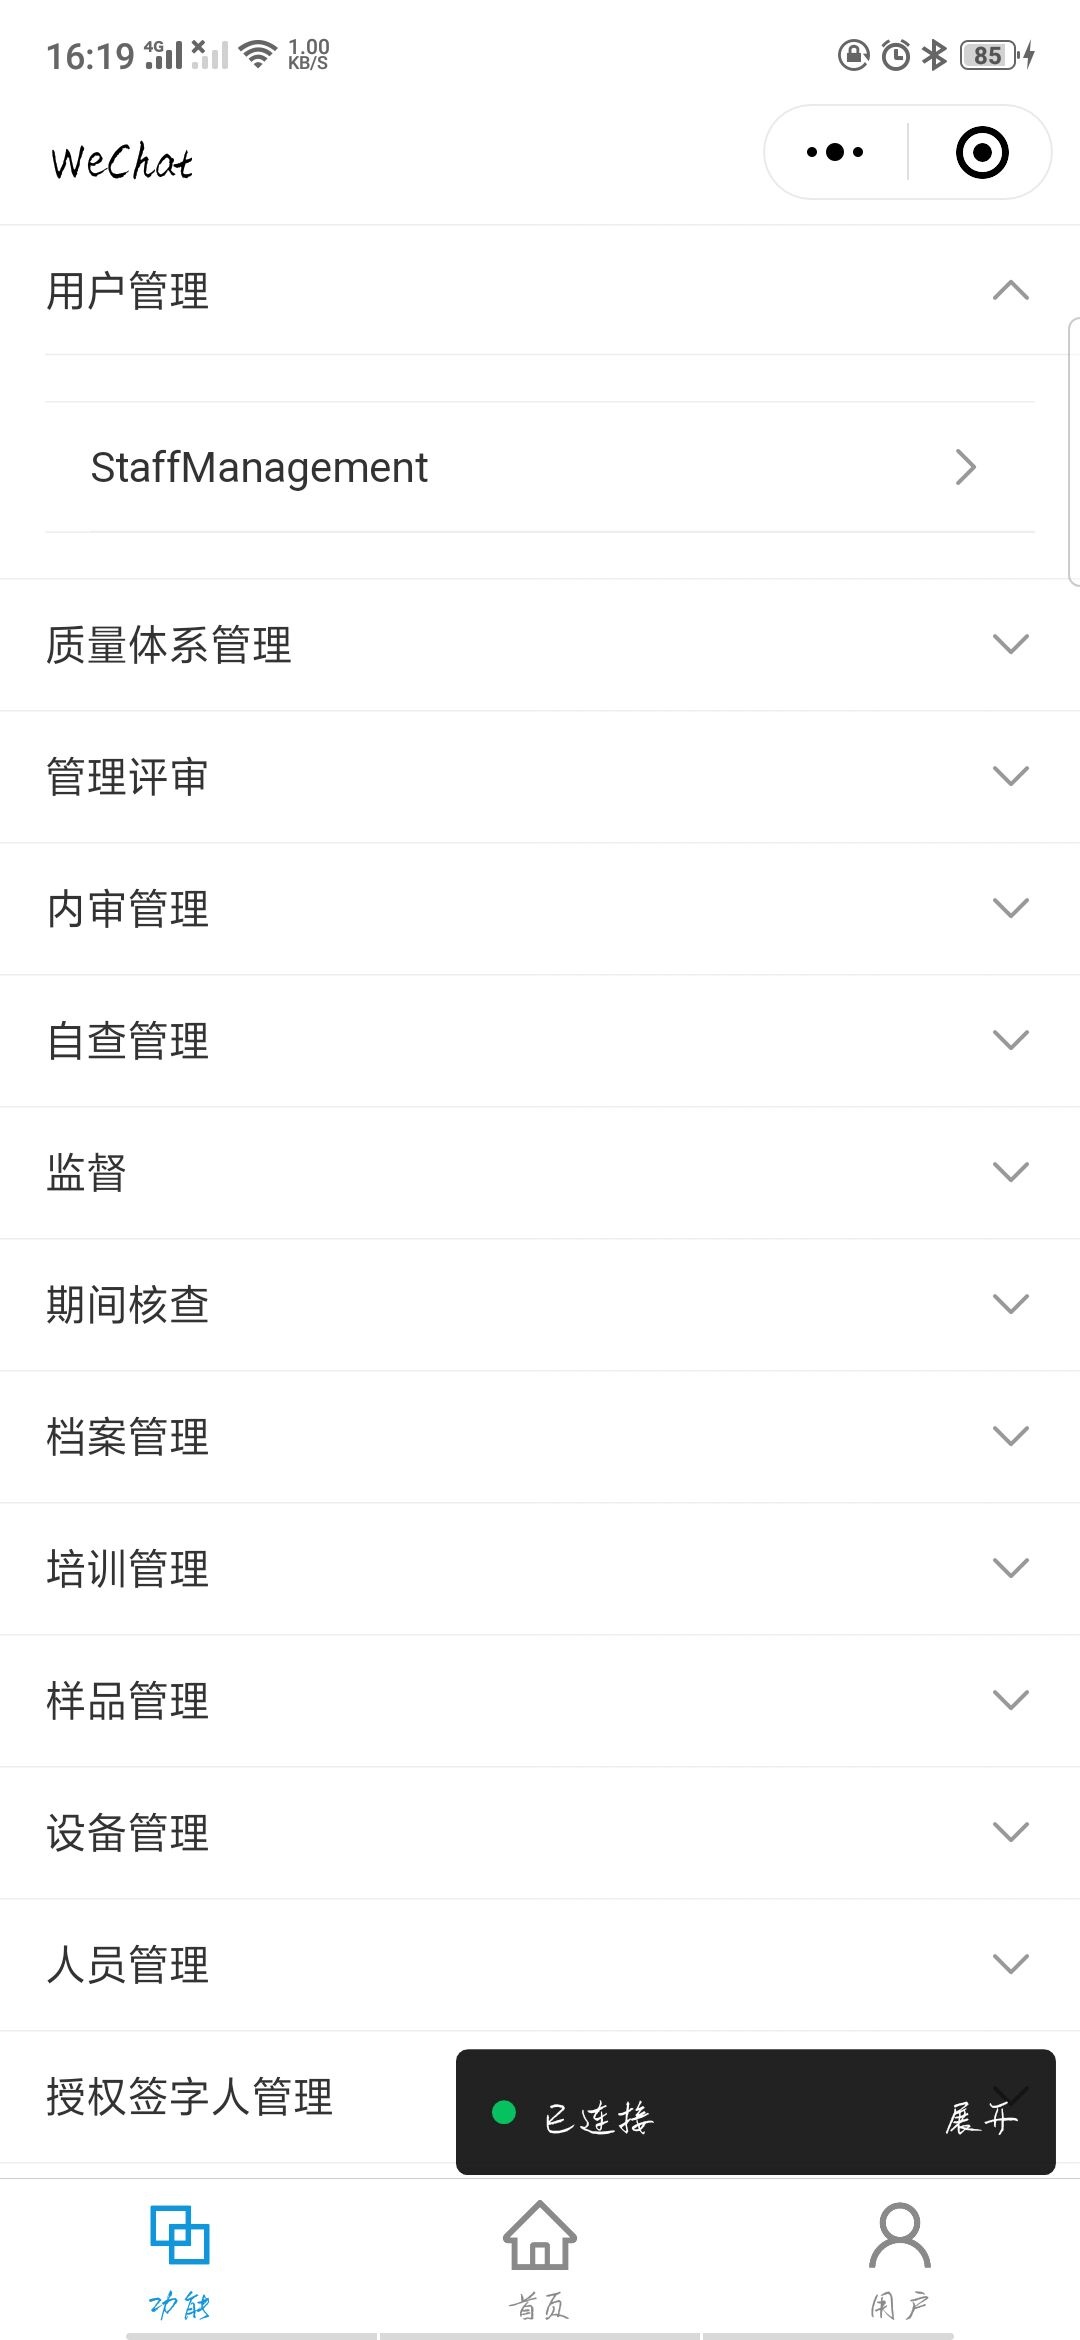 16:19 4G 1.00 KB/S 85
WeChat
用户管理
StaffManagement
质量体系管理
管理评审
内审管理
自查管理
监督
期间核查
档案管理
培训管理
样品管理
设备管理
人员管理
授权签字人管理
已连接 展开
功能 首页 用户